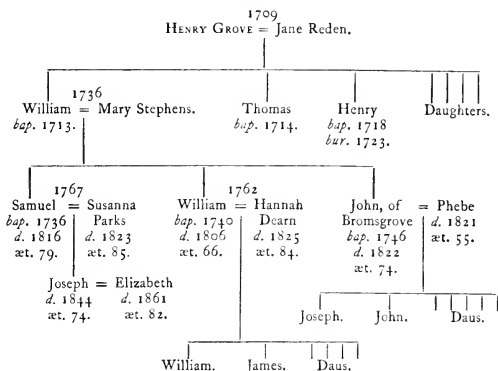 1709
HENRY GROVE = Jane Reden.
1736
William = Mary Stephens.
bap. 1713.
Thomas
bap. 1714.
Henry
bap. 1718
bur. 1723.
Daughters.
1767
Samuel = Susanna
bap. 1736 Parks
d. 1816 d. 1823
æt. 79. æt. 85.
1762
William = Hannah
bap. 1740 Dearn
d. 1806 d. 1825
æt. 66. æt. 84.
John, of = Phebe
Bromsgrove d. 1821
bap. 1746 æt. 55.
d. 1822
æt. 74.
Joseph = Elizabeth
d. 1844 d. 1861
æt. 74. æt. 82.
Joseph. John. Daus.
William. James. Daus.